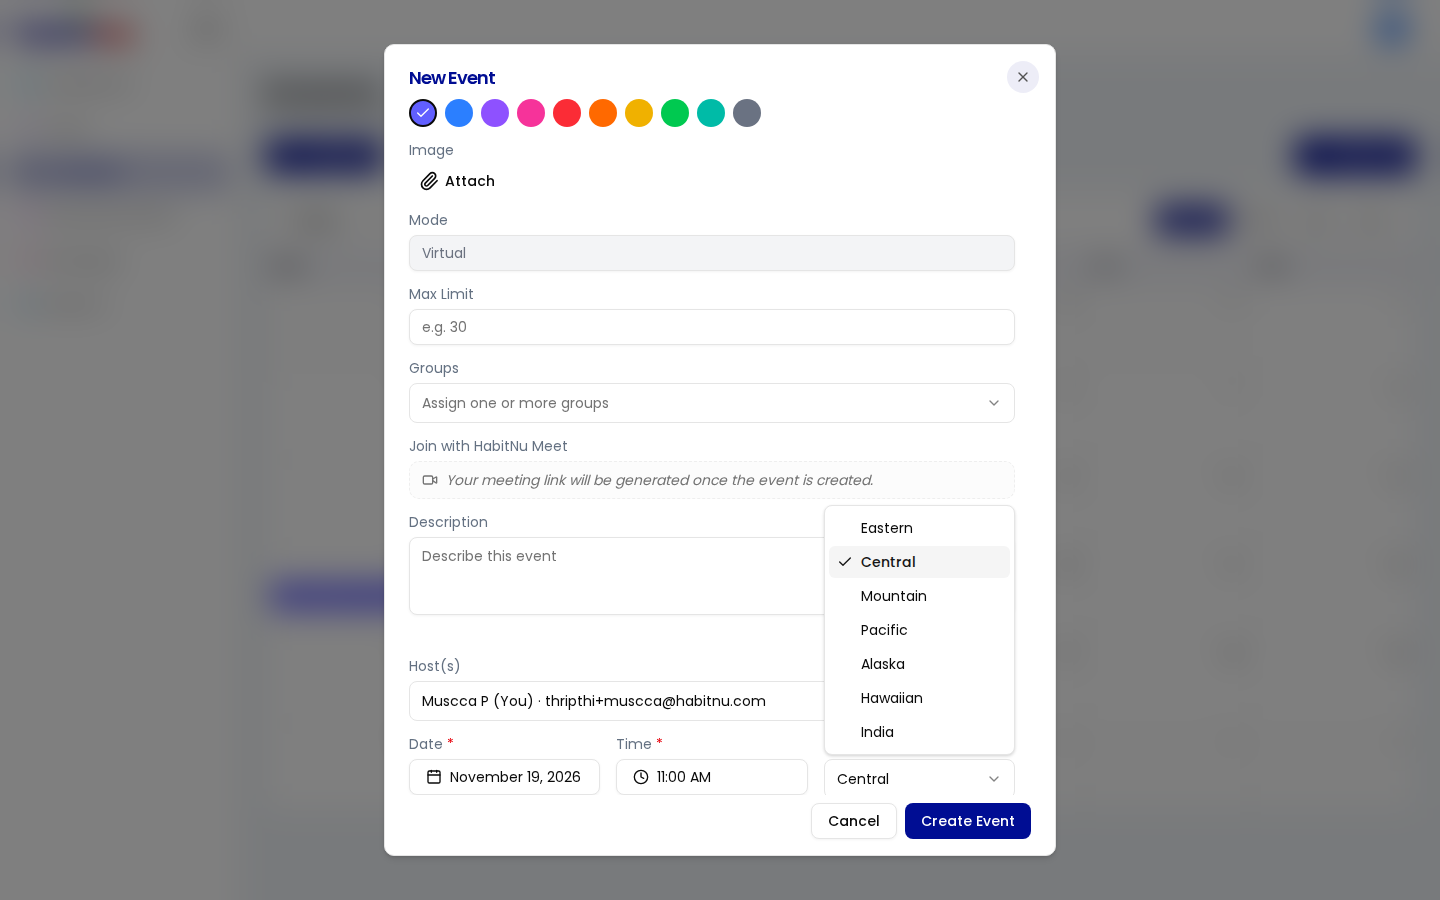 New Event
Image
Attach
Mode
Virtual
Max Limit
e.g. 30
Groups
Assign one or more groups
Join with HabitNu Meet
Your meeting link will be generated once the event is created.
Description
Describe this event
Eastern
Central
Mountain
Pacific
Alaska
Hawaiian
India
Host(s)
Muscca P (You) · thripthi+muscca@habitnu.com
Date *
Time *
November 19, 2026
11:00 AM
Central
Cancel
Create Event